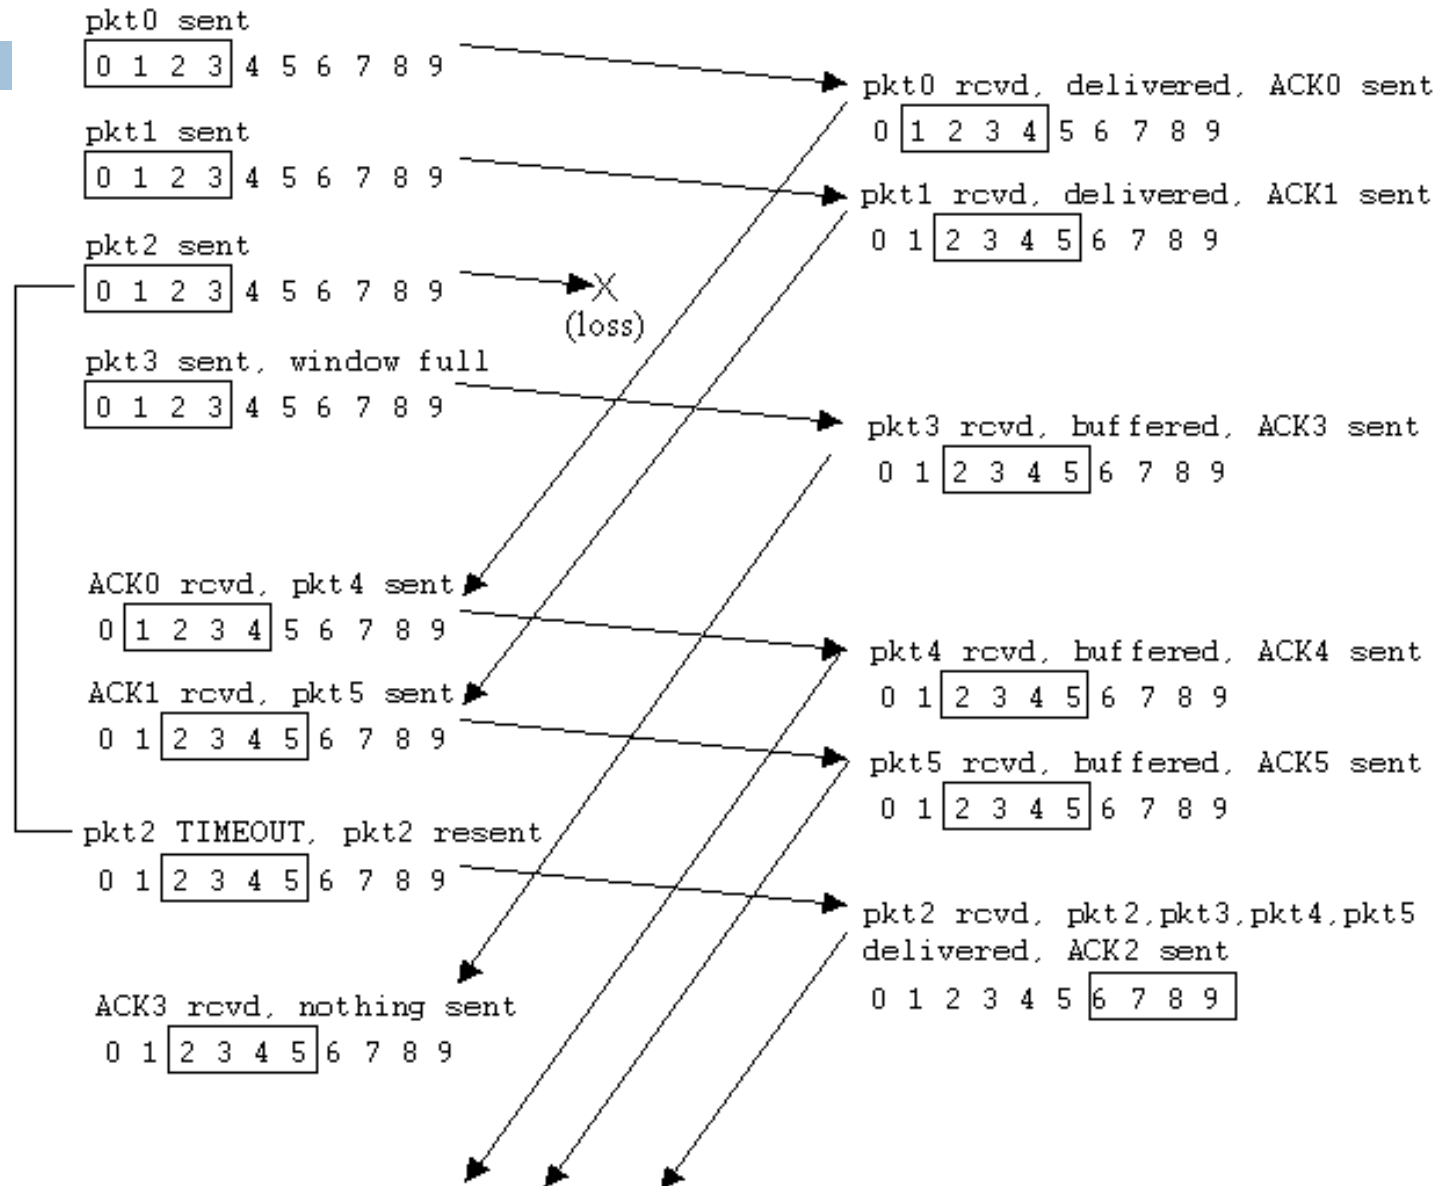 pkt0 sent
0 1 2 3 4 5 6 7 8 9
pkt1 sent
0 1 2 3 4 5 6 7 8 9
pkt2 sent
0 1 2 3 4 5 6 7 8 9
X
(loss)
pkt3 sent, window full
0 1 2 3 4 5 6 7 8 9
ACK0 rcvd, pkt4 sent
0 1 2 3 4 5 6 7 8 9
ACK1 rcvd, pkt5 sent
0 1 2 3 4 5 6 7 8 9
pkt2 TIMEOUT, pkt2 resent
0 1 2 3 4 5 6 7 8 9
ACK3 rcvd, nothing sent
0 1 2 3 4 5 6 7 8 9
pkt0 rcvd, delivered, ACK0 sent
0 1 2 3 4 5 6 7 8 9
pkt1 rcvd, delivered, ACK1 sent
0 1 2 3 4 5 6 7 8 9
pkt3 rcvd, buffered, ACK3 sent
0 1 2 3 4 5 6 7 8 9
pkt4 rcvd, buffered, ACK4 sent
0 1 2 3 4 5 6 7 8 9
pkt5 rcvd, buffered, ACK5 sent
0 1 2 3 4 5 6 7 8 9
pkt2 rcvd, pkt2,pkt3,pkt4,pkt5
delivered, ACK2 sent
0 1 2 3 4 5 6 7 8 9